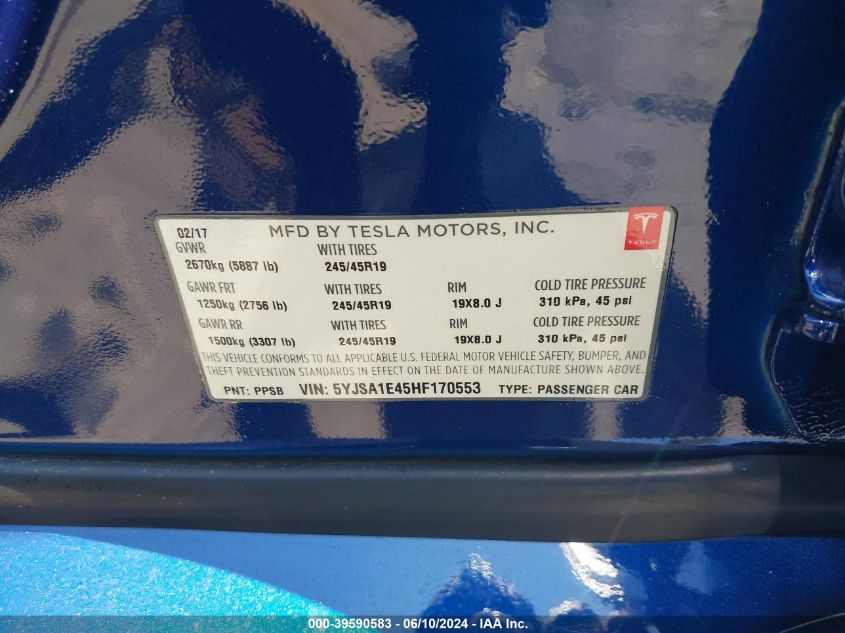 02/17 MFD BY TESLA MOTORS, INC.
TESLA
GVWR WITH TIRES
2670kg (5887 lb) 245/45R19
GAWR FRT WITH TIRES RIM COLD TIRE PRESSURE
1250kg (2756 lb) 245/45R19 19X8.0 J 310 kPa, 45 psi
GAWR RR WITH TIRES RIM COLD TIRE PRESSURE
1500kg (3307 lb) 245/45R19 19X8.0 J 310 kPa, 45 psi
THIS VEHICLE CONFORMS TO ALL APPLICABLE U.S. FEDERAL MOTOR VEHICLE SAFETY, BUMPER, AND
THEFT PREVENTION STANDARDS IN EFFECT ON THE DATE OF MANUFACTURE SHOWN ABOVE.
PNT: PPSB VIN: 5YJSA1E45HF170553 TYPE: PASSENGER CAR
000-39590583 - 06/10/2024 - IAA Inc.